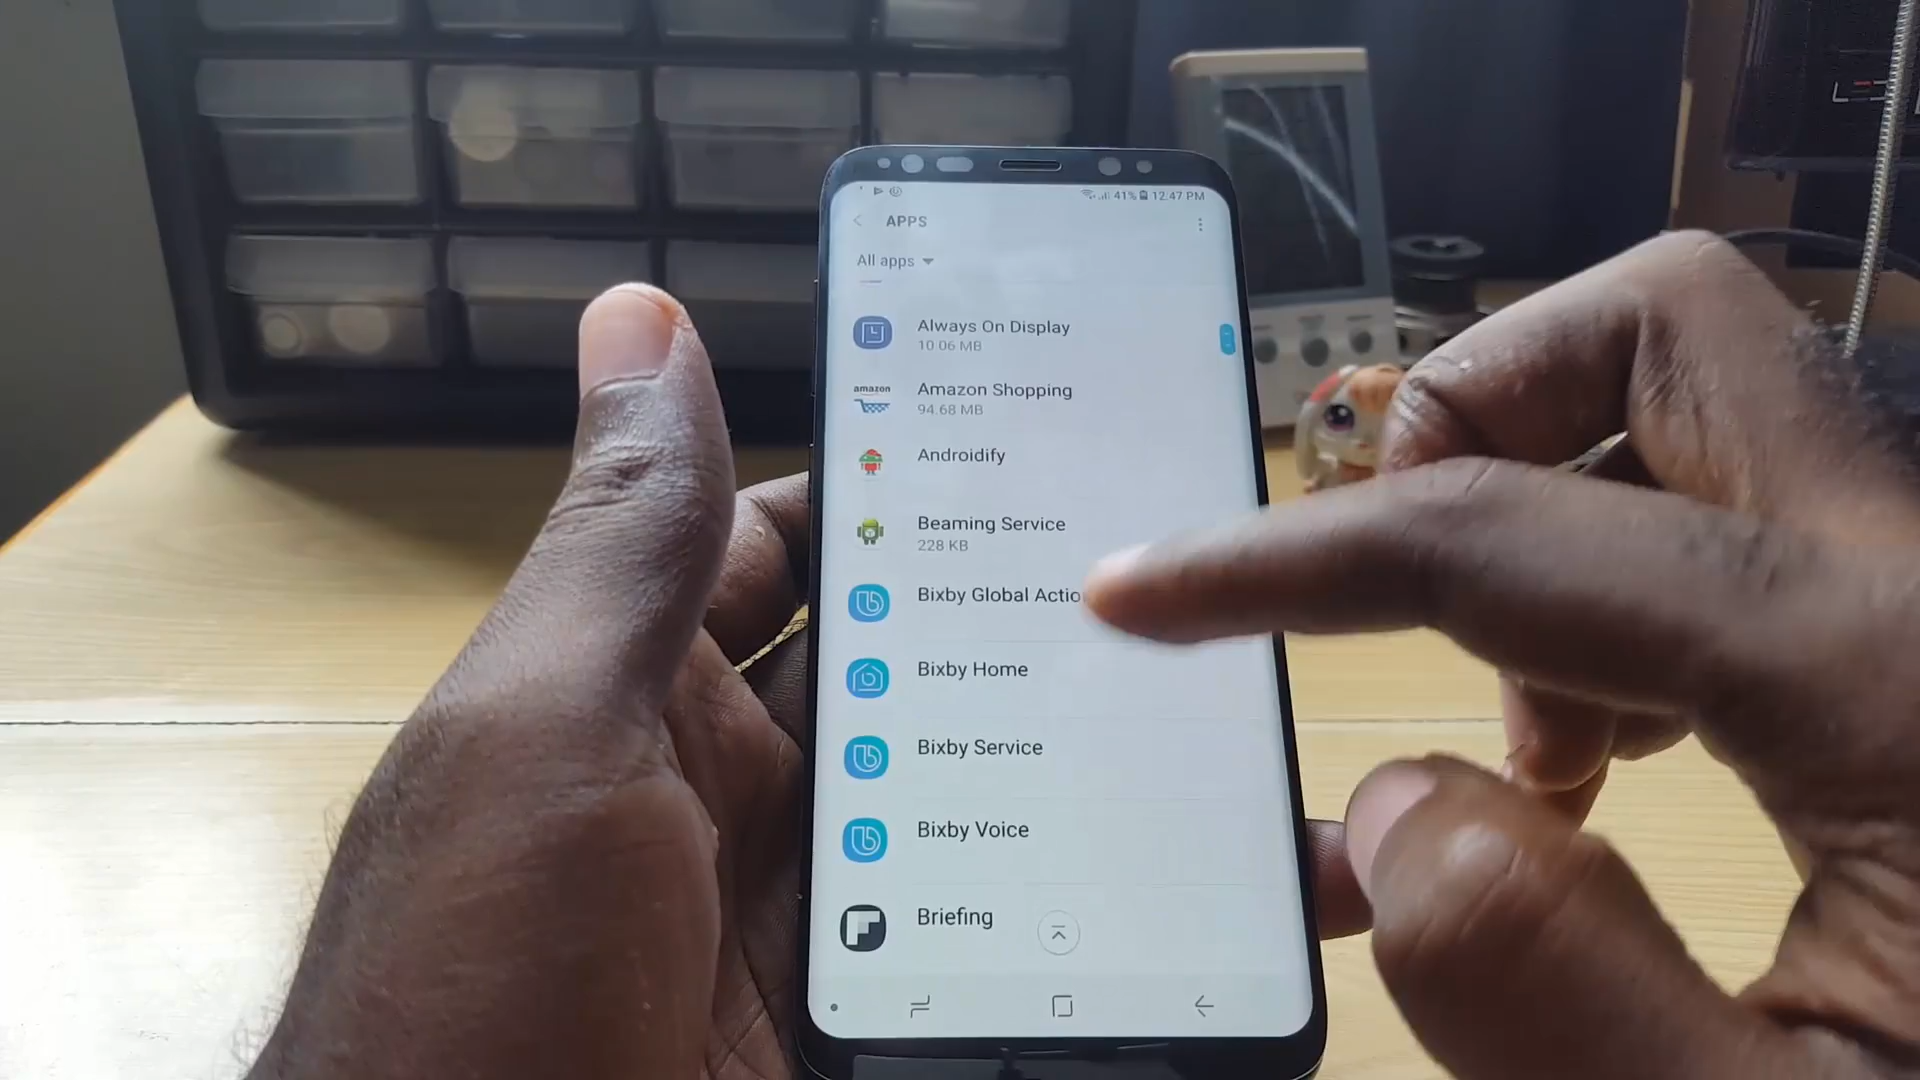 41% 12:47 PM
APPS
All apps
Always On Display
10.06 MB
amazon
Amazon Shopping
94.68 MB
Androidify
Beaming Service
228 KB
Bixby Global Actio
Bixby Home
Bixby Service
Bixby Voice
Briefing